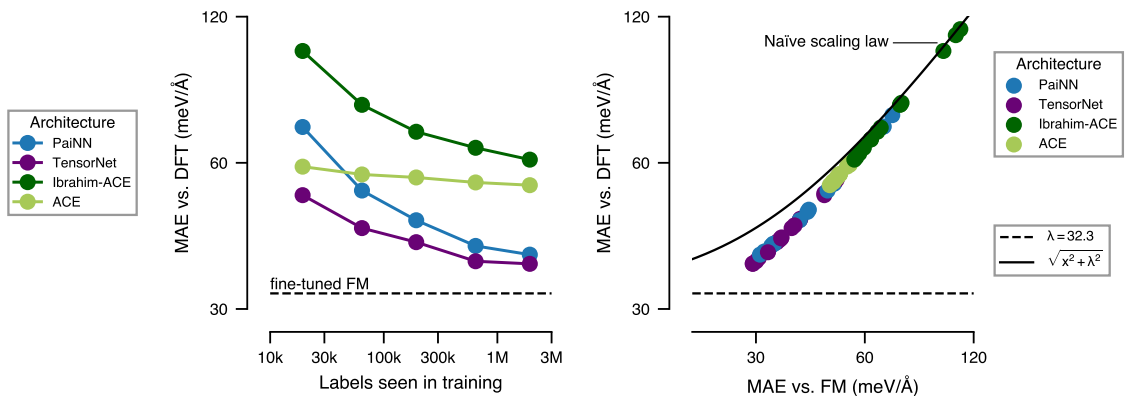 Architecture
PaiNN
TensorNet
Ibrahim-ACE
ACE
MAE vs. DFT (meV/Å)
120
60
30
fine-tuned FM
10k
30k
100k
300k
1M
3M
Labels seen in training
MAE vs. DFT (meV/Å)
120
60
30
Naïve scaling law
30
60
120
MAE vs. FM (meV/Å)
Architecture
PaiNN
TensorNet
Ibrahim-ACE
ACE
λ = 32.3
√x² + λ²